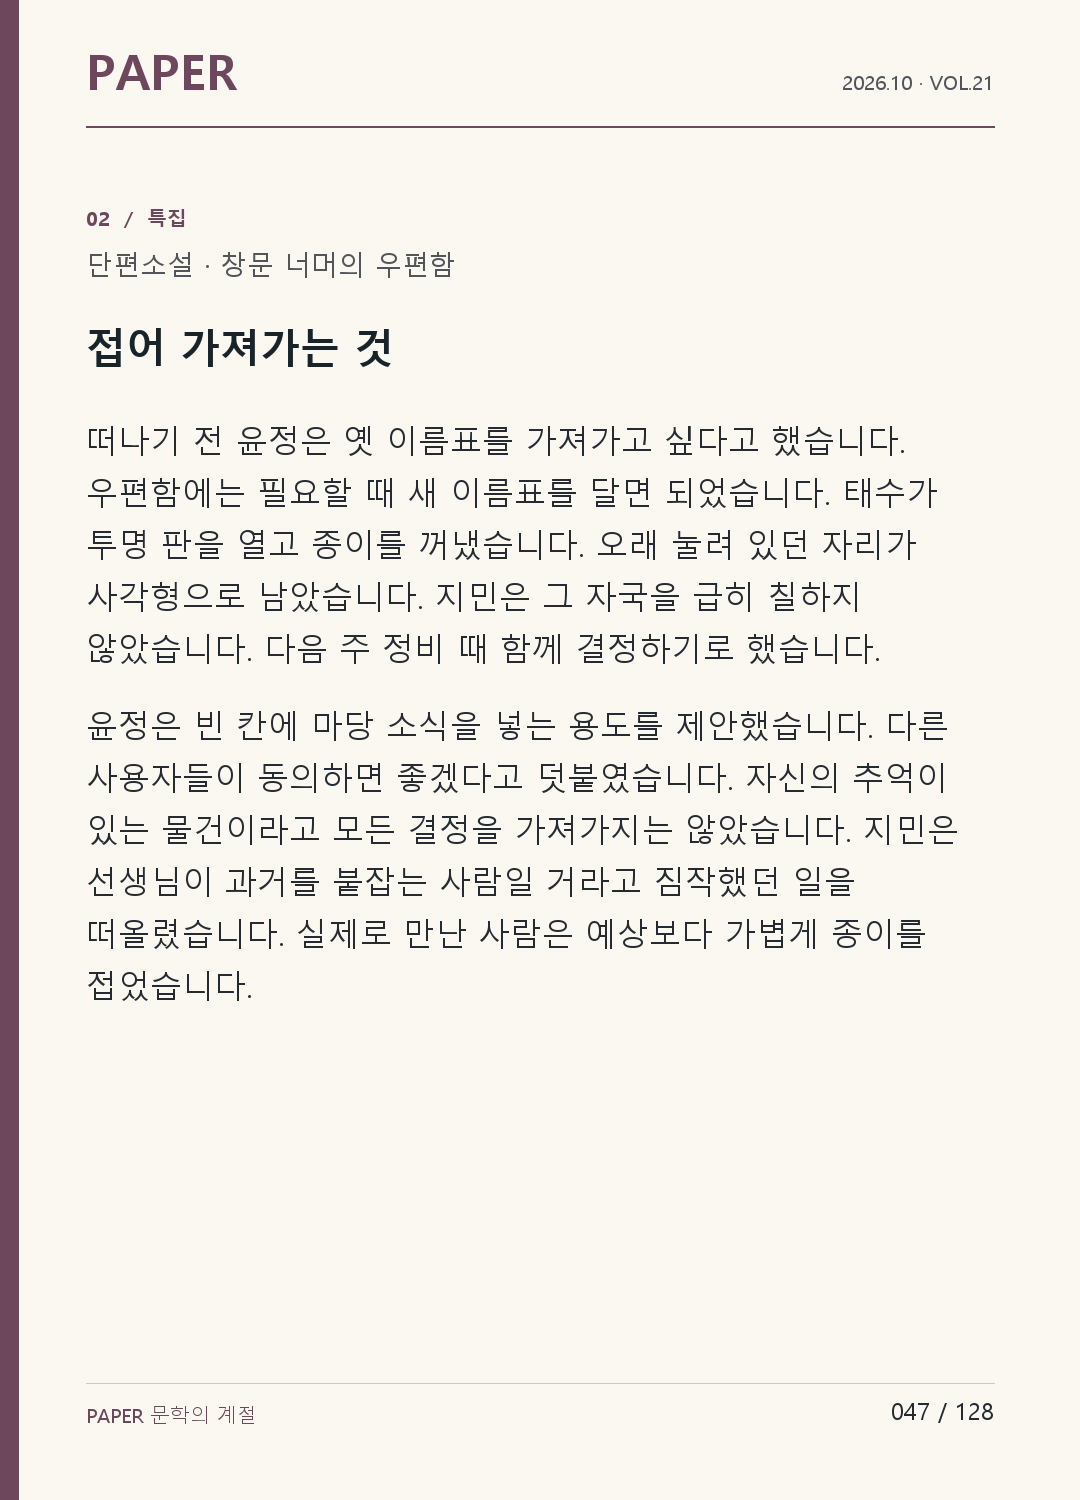 PAPER
2026.10 · VOL.21
02 / 특집
단편소설 · 창문 너머의 우편함
접어 가져가는 것
떠나기 전 윤정은 옛 이름표를 가져가고 싶다고 했습니다.
우편함에는 필요할 때 새 이름표를 달면 되었습니다. 태수가
투명 판을 열고 종이를 꺼냈습니다. 오래 눌려 있던 자리가
사각형으로 남았습니다. 지민은 그 자국을 급히 칠하지
않았습니다. 다음 주 정비 때 함께 결정하기로 했습니다.
윤정은 빈 칸에 마당 소식을 넣는 용도를 제안했습니다. 다른
사용자들이 동의하면 좋겠다고 덧붙였습니다. 자신의 추억이
있는 물건이라고 모든 결정을 가져가지는 않았습니다. 지민은
선생님이 과거를 붙잡는 사람일 거라고 짐작했던 일을
떠올렸습니다. 실제로 만난 사람은 예상보다 가볍게 종이를
접었습니다.
PAPER 문학의 계절
047 / 128